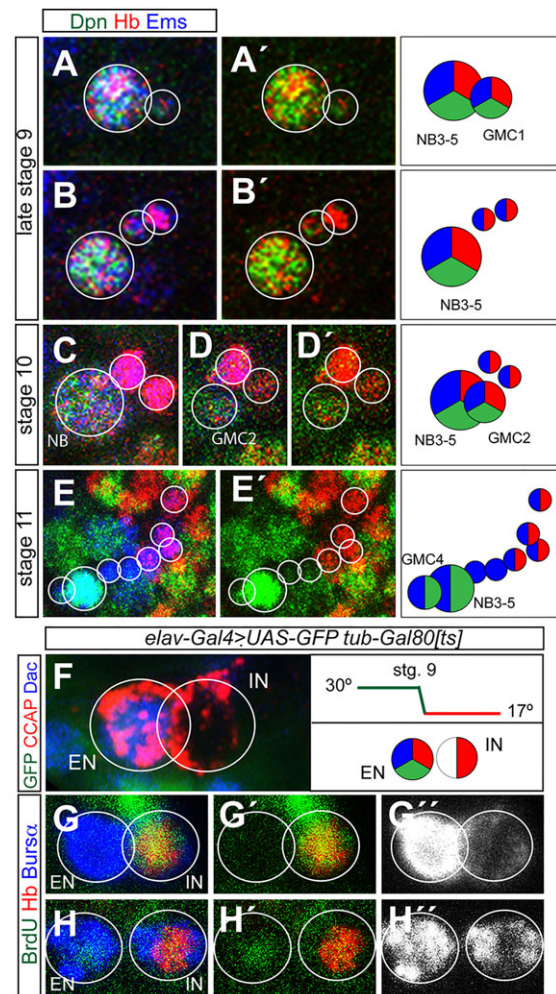 Dpn Hb Ems
late stage 9
A
A´
NB3-5
GMC1
B
B´
NB3-5
stage 10
C
NB
D
GMC2
D´
NB3-5
GMC2
stage 11
E
E´
GMC4
NB3-5
elav-Gal4>UAS-GFP tub-Gal80[ts]
GFP CCAP Dac
F
IN
EN
stg. 9
30º
17º
IN
EN
BrdU Hb Bursα
G
EN
IN
G´
G´´
H
EN
IN
H´
H´´